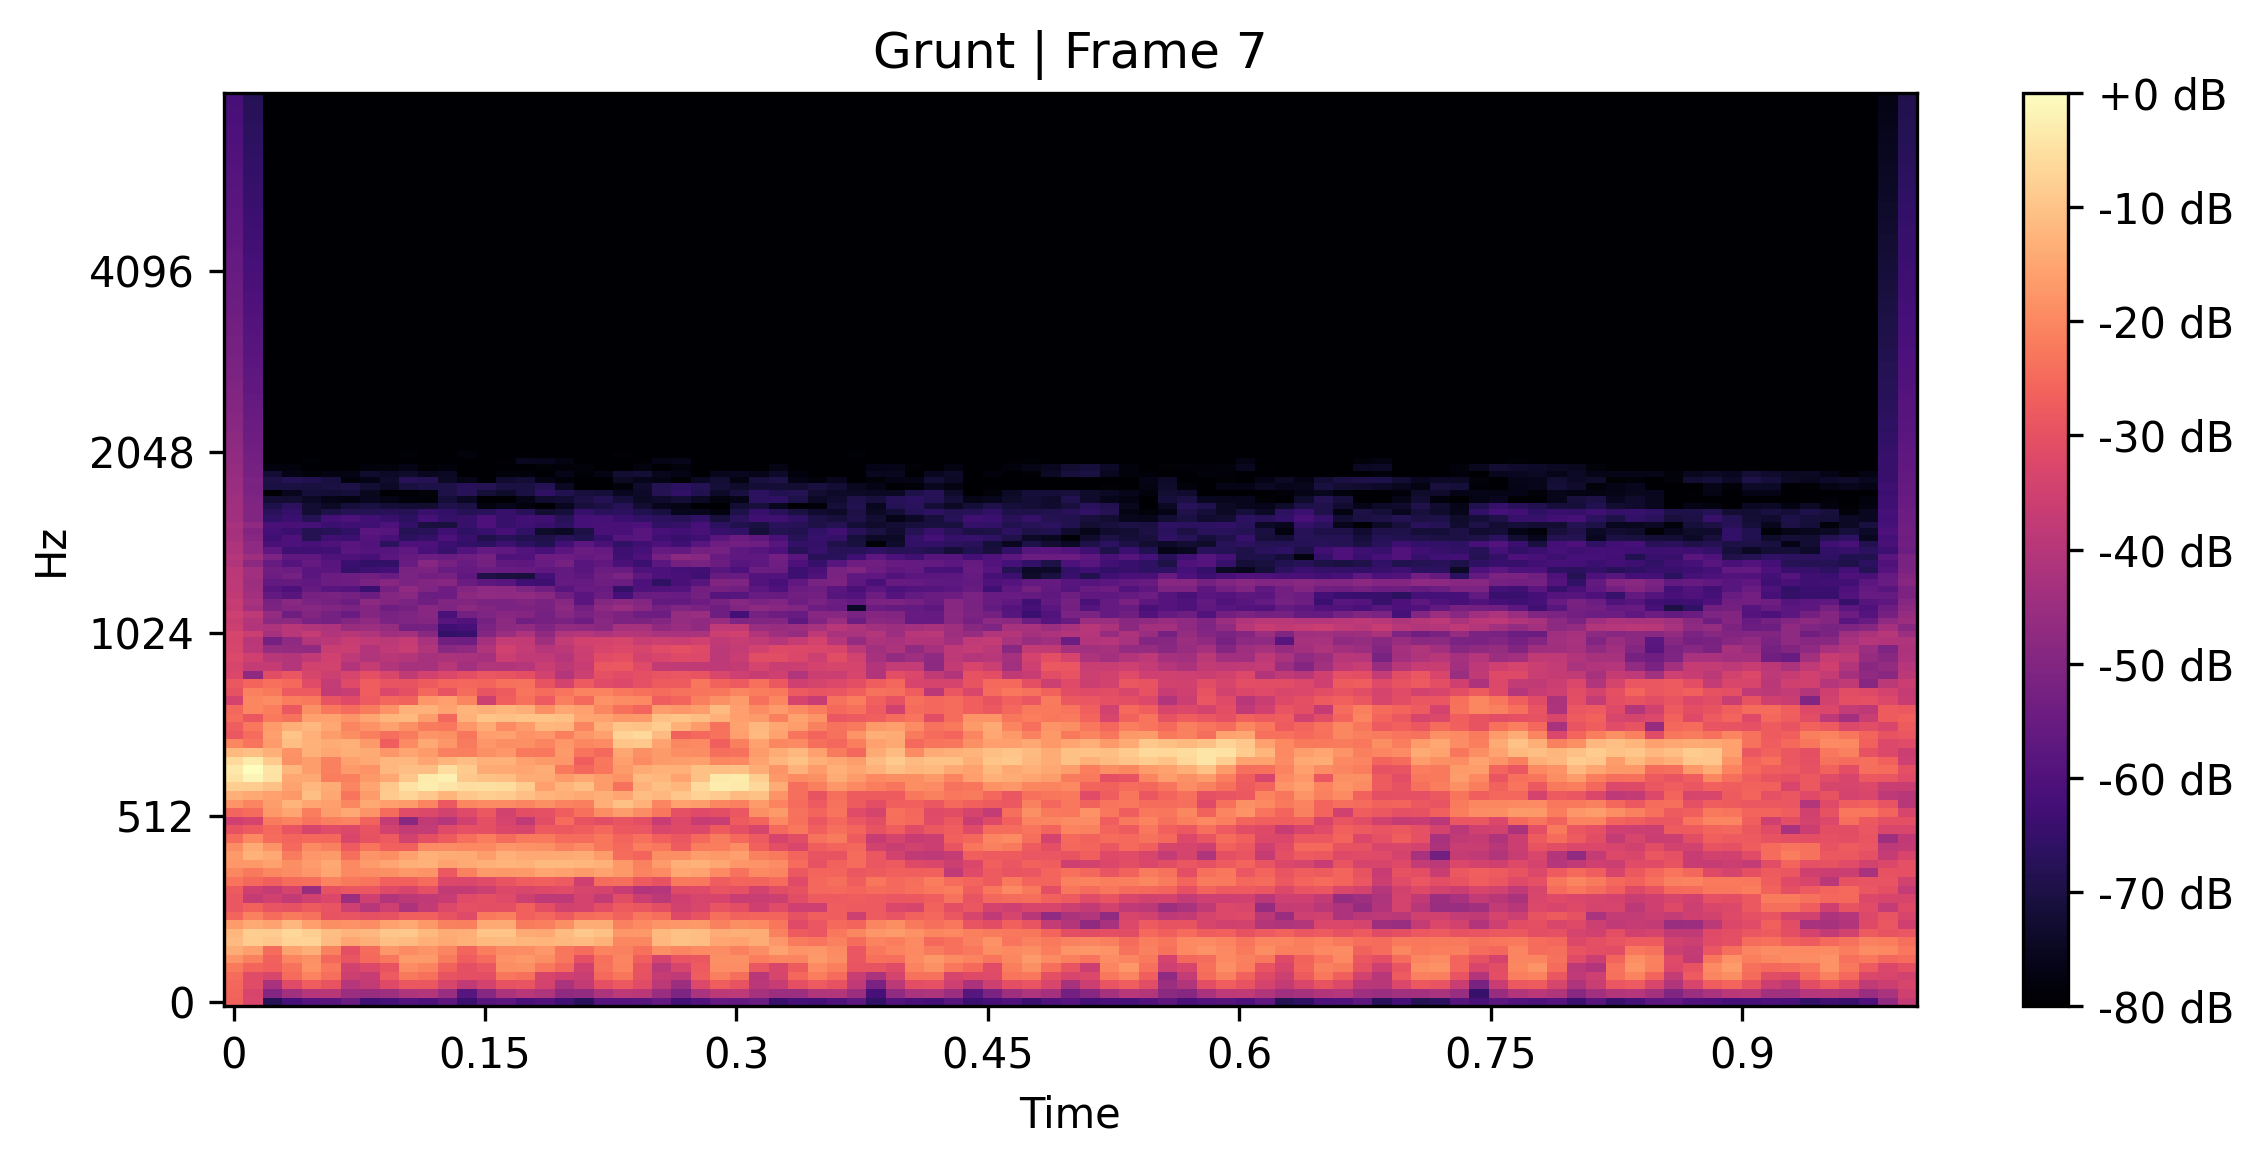 Grunt | Frame 7
+0 dB
-10 dB
-20 dB
-30 dB
-40 dB
-50 dB
-60 dB
-70 dB
-80 dB
Hz
4096
2048
1024
512
0
0 0.15 0.3 0.45 0.6 0.75 0.9
Time